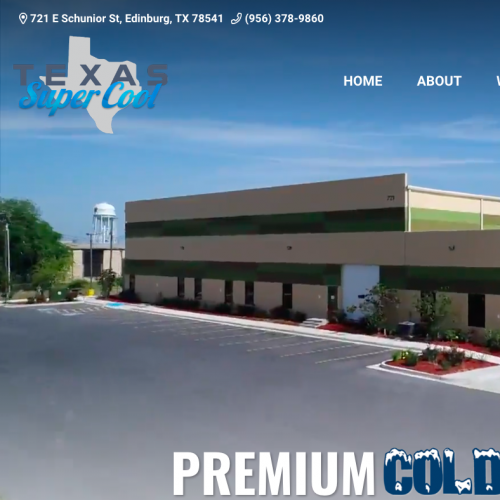 721 E Schunior St, Edinburg, TX 78541 (956) 378-9860
TEXAS
Super Cool
HOME ABOUT
PREMIUM COLD